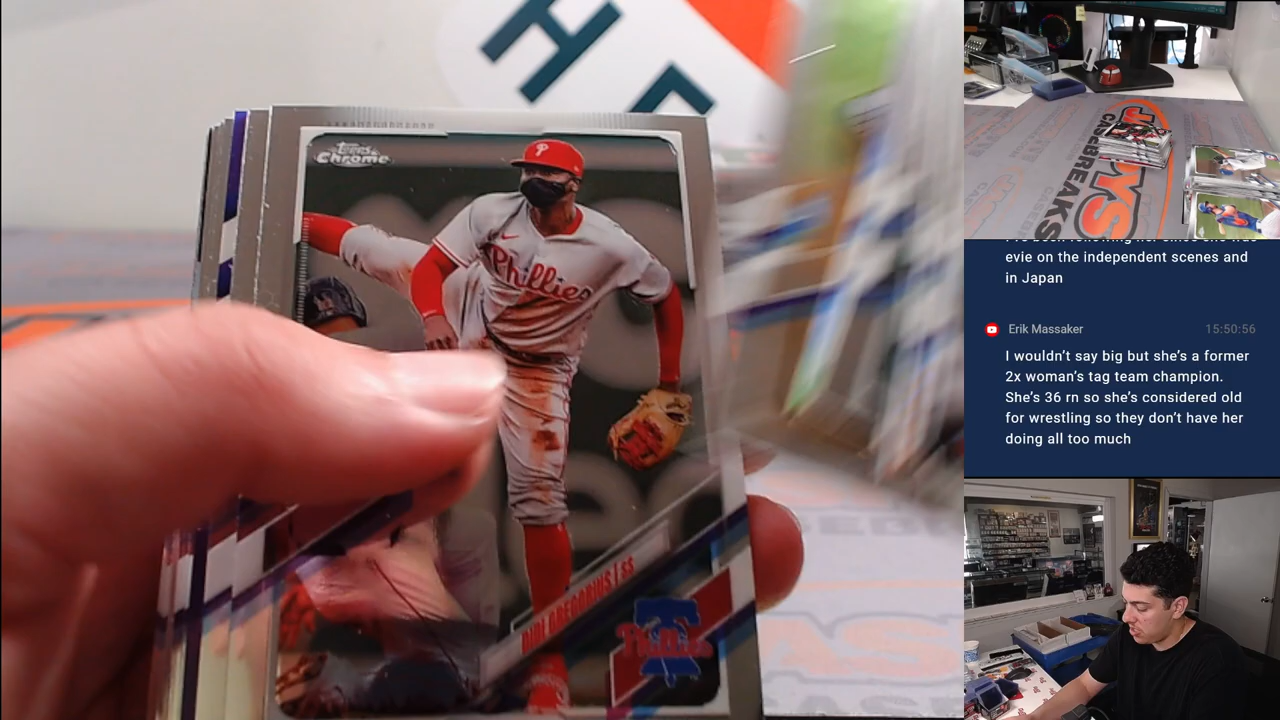 Topps
Chrome
Phillies
DIDI GREGORIUS / SS
Phillies
CASEBREAKS
evie on the independent scenes and
in Japan
Erik Massaker
15:50:56
I wouldn't say big but she's a former
2x woman's tag team champion.
She's 36 rn so she's considered old
for wrestling so they don't have her
doing all too much